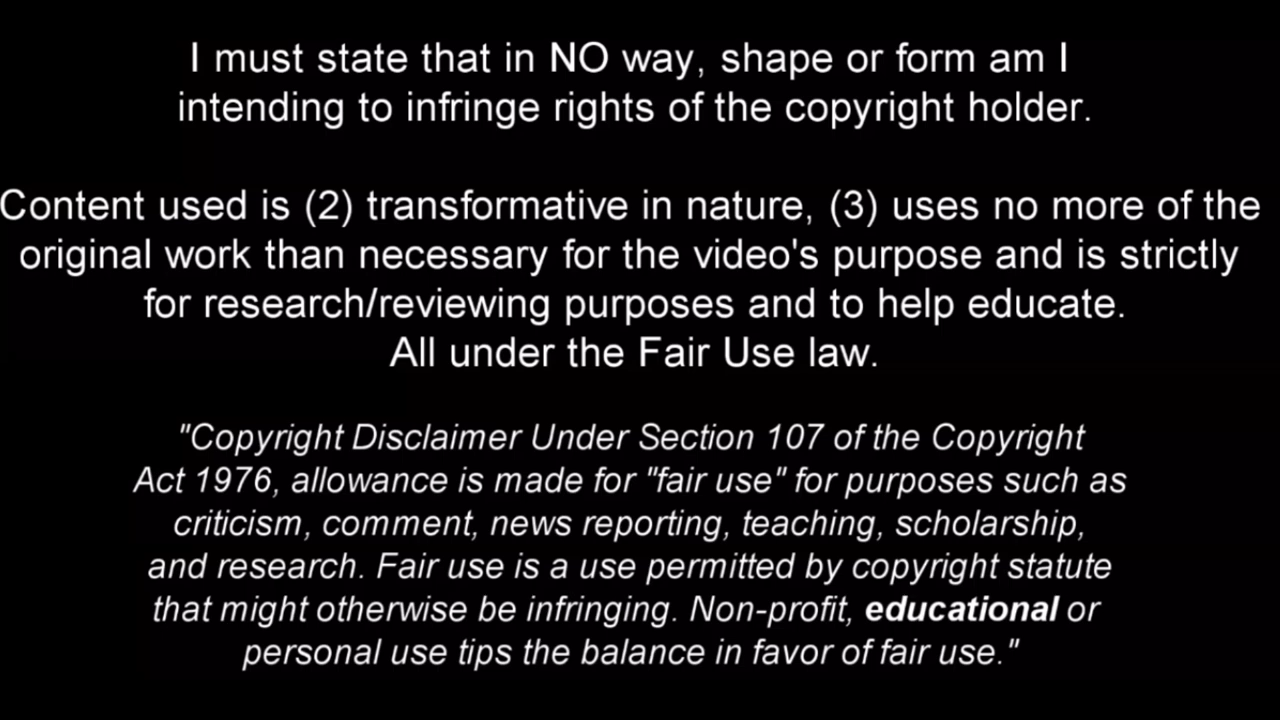 I must state that in NO way, shape or form am I
intending to infringe rights of the copyright holder.
Content used is (2) transformative in nature, (3) uses no more of the
original work than necessary for the video's purpose and is strictly
for research/reviewing purposes and to help educate.
All under the Fair Use law.
"Copyright Disclaimer Under Section 107 of the Copyright
Act 1976, allowance is made for "fair use" for purposes such as
criticism, comment, news reporting, teaching, scholarship,
and research. Fair use is a use permitted by copyright statute
that might otherwise be infringing. Non-profit, educational or
personal use tips the balance in favor of fair use."